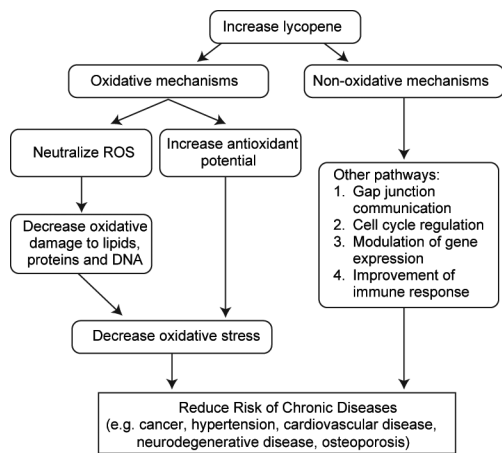 Increase lycopene
Oxidative mechanisms
Non-oxidative mechanisms
Neutralize ROS
Increase antioxidant
potential
Decrease oxidative
damage to lipids,
proteins and DNA
Other pathways:
1. Gap junction
communication
2. Cell cycle regulation
3. Modulation of gene
expression
4. Improvement of
immune response
Decrease oxidative stress
Reduce Risk of Chronic Diseases
(e.g. cancer, hypertension, cardiovascular disease,
neurodegenerative disease, osteoporosis)